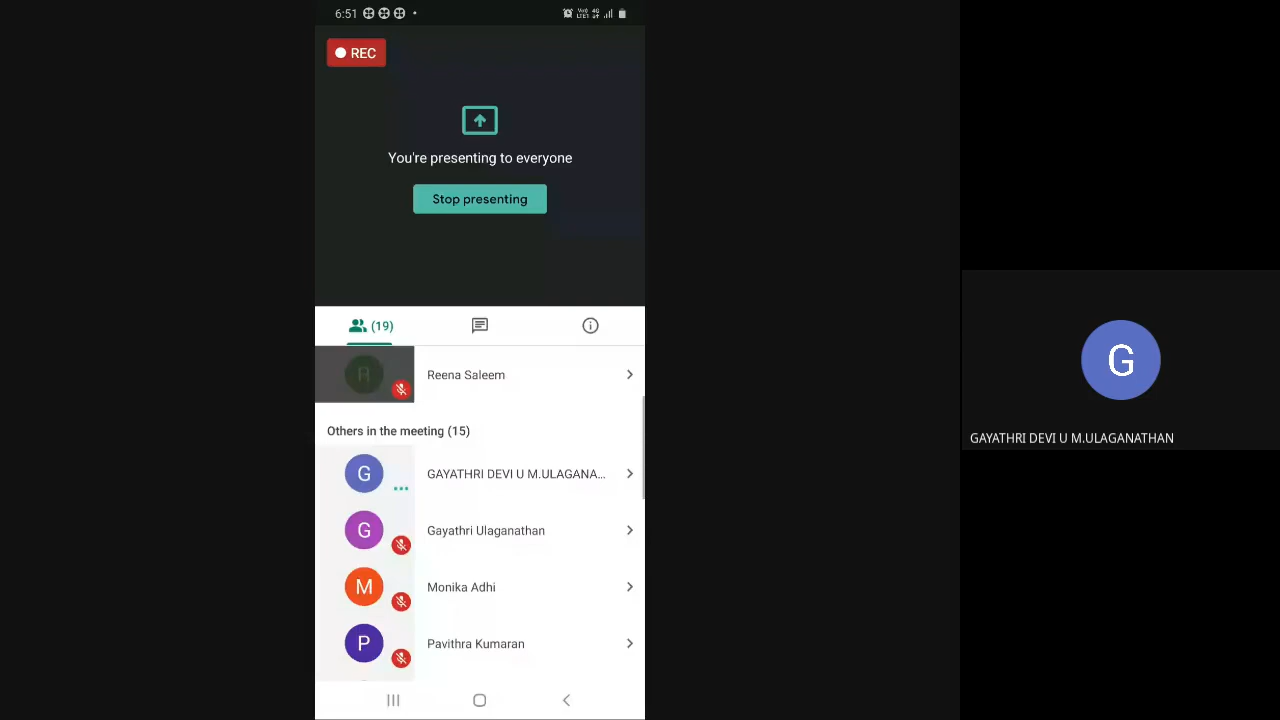 6:51
REC
You're presenting to everyone
Stop presenting
(19)
R
Reena Saleem
Others in the meeting (15)
G
GAYATHRI DEVI U M.ULAGANA...
G
Gayathri Ulaganathan
M
Monika Adhi
P
Pavithra Kumaran
G
GAYATHRI DEVI U M.ULAGANATHAN